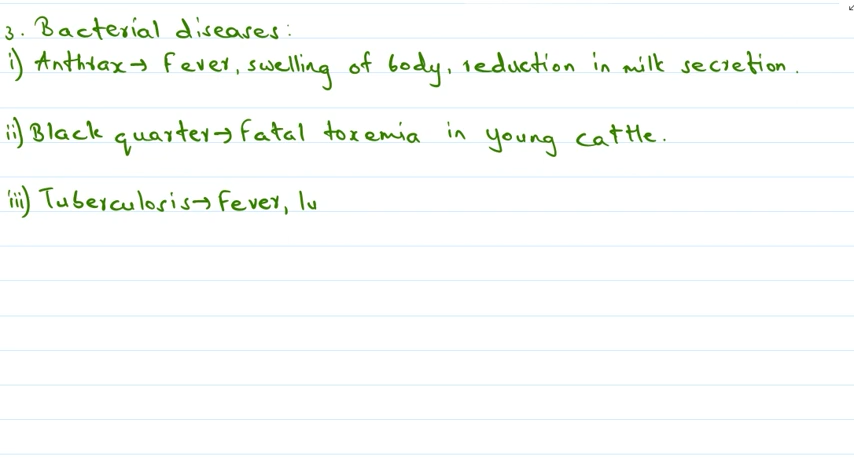 3. Bacterial diseases:
i) Anthrax → Fever, swelling of body, reduction in milk secretion.
ii) Black quarter → Fatal toxemia in young cattle.
iii) Tuberculosis → Fever, lu